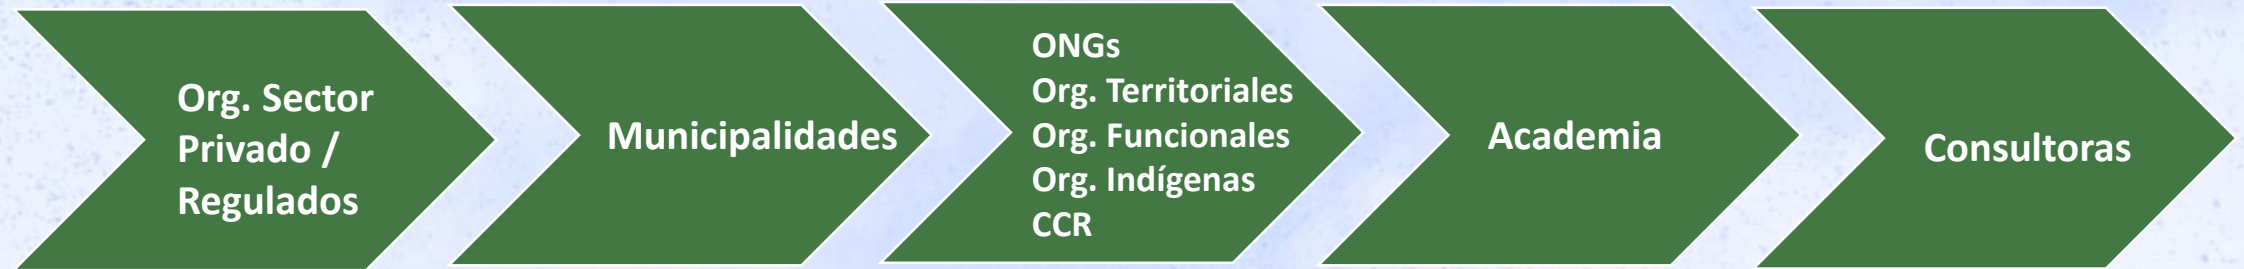 Org. Sector
Privado /
Regulados
Municipalidades
ONGs
Org. Territoriales
Org. Funcionales
Org. Indígenas
CCR
Academia
Consultoras